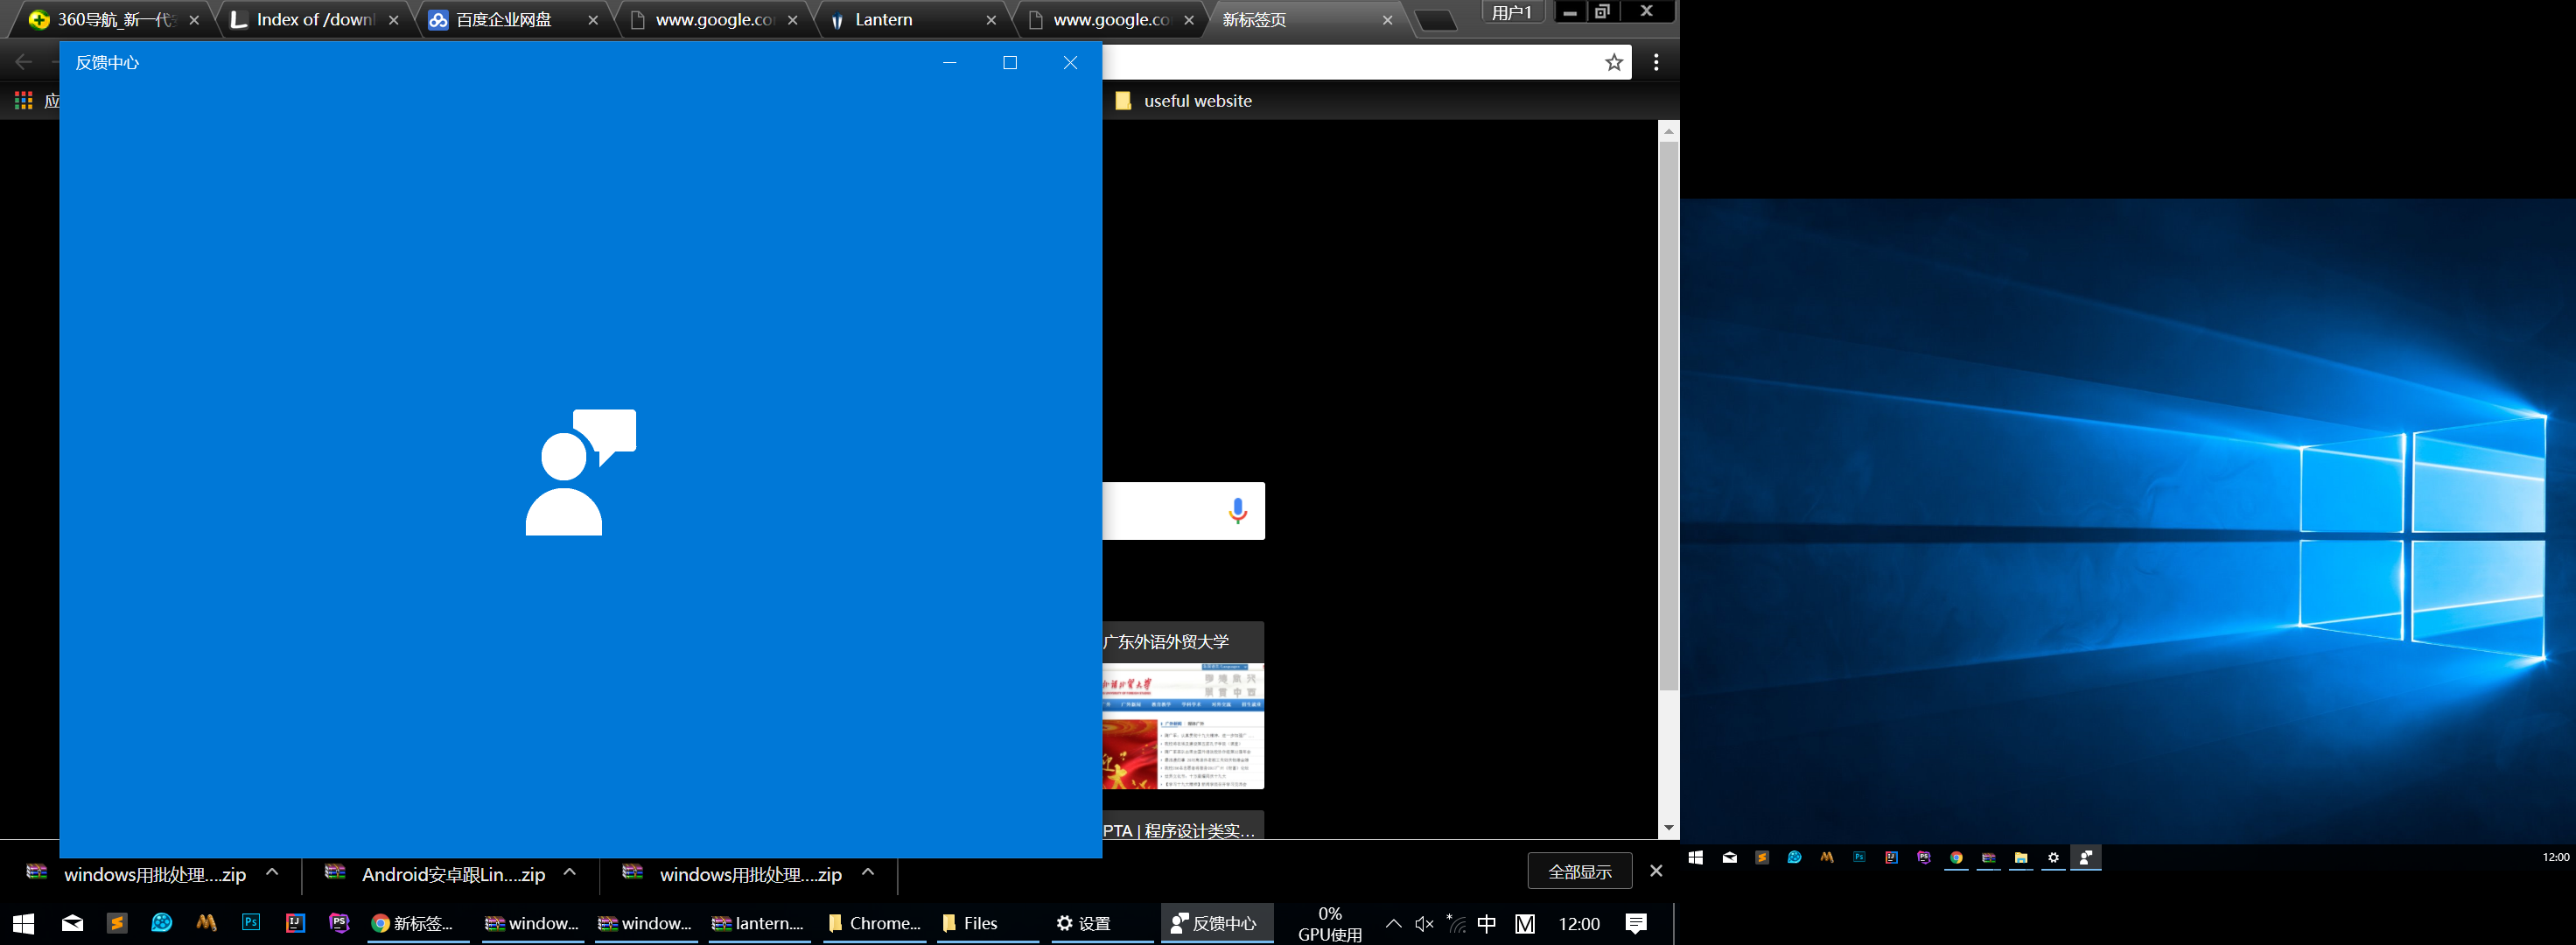 360导航_新一代安
Index of /downl
百度企业网盘
www.google.co
Lantern
www.google.co
新标签页
用户1
反馈中心
应
useful website
广东外语外贸大学
PTA | 程序设计类实...
windows用批处理....zip
Android安卓跟Lin....zip
windows用批处理....zip
全部显示
Ps
IJ
PS
新标签...
window...
window...
lantern....
Chrome...
Files
设置
反馈中心
0%
GPU使用
中
M
12:00
12:00